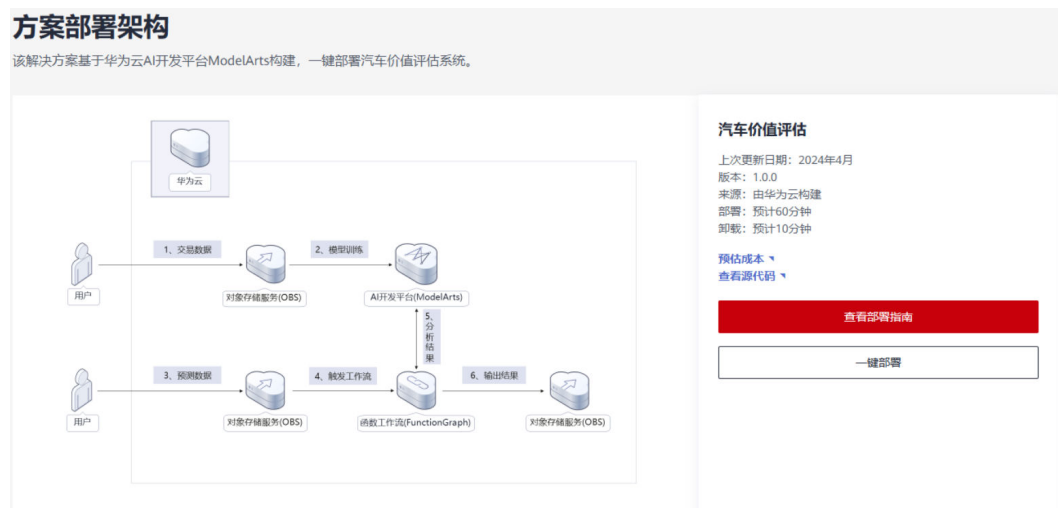 方案部署架构
该解决方案基于华为云AI开发平台ModelArts构建，一键部署汽车价值评估系统。
华为云
1、交易数据
2、模型训练
用户
对象存储服务(OBS)
AI开发平台(ModelArts)
5、
分
析
结
果
3、预测数据
4、触发工作流
6、输出结果
用户
对象存储服务(OBS)
函数工作流(FunctionGraph)
对象存储服务(OBS)
汽车价值评估
上次更新日期：2024年4月
版本：1.0.0
来源：由华为云构建
部署：预计60分钟
卸载：预计10分钟
预估成本
查看源代码
查看部署指南
一键部署